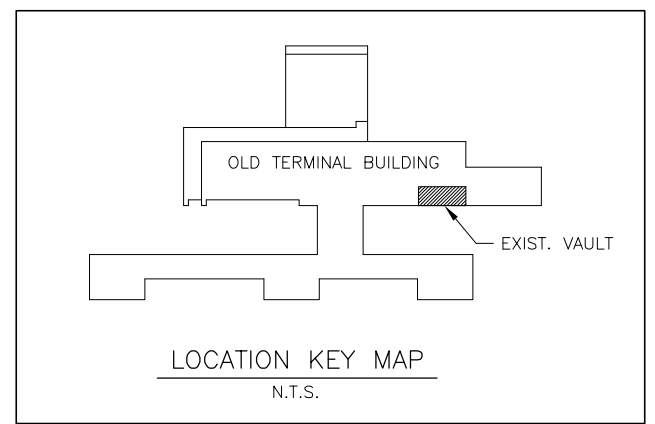 OLD TERMINAL BUILDING
EXIST. VAULT
LOCATION KEY MAP
N.T.S.